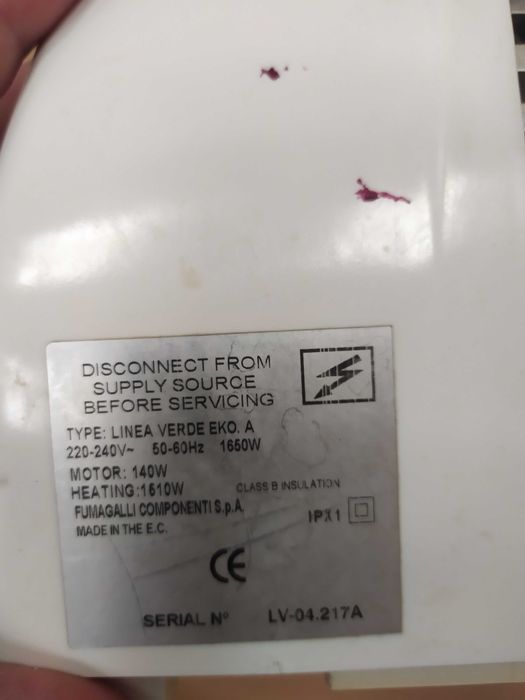 DISCONNECT FROM
SUPPLY SOURCE
BEFORE SERVICING
TYPE: LINEA VERDE EKO. A
220-240V~ 50-60Hz 1650W
MOTOR: 140W
HEATING:1510W CLASS B INSULATION
FUMAGALLI COMPONENTI S.p.A. IPX1
MADE IN THE E.C.
CE
SERIAL Nº LV-04.217A